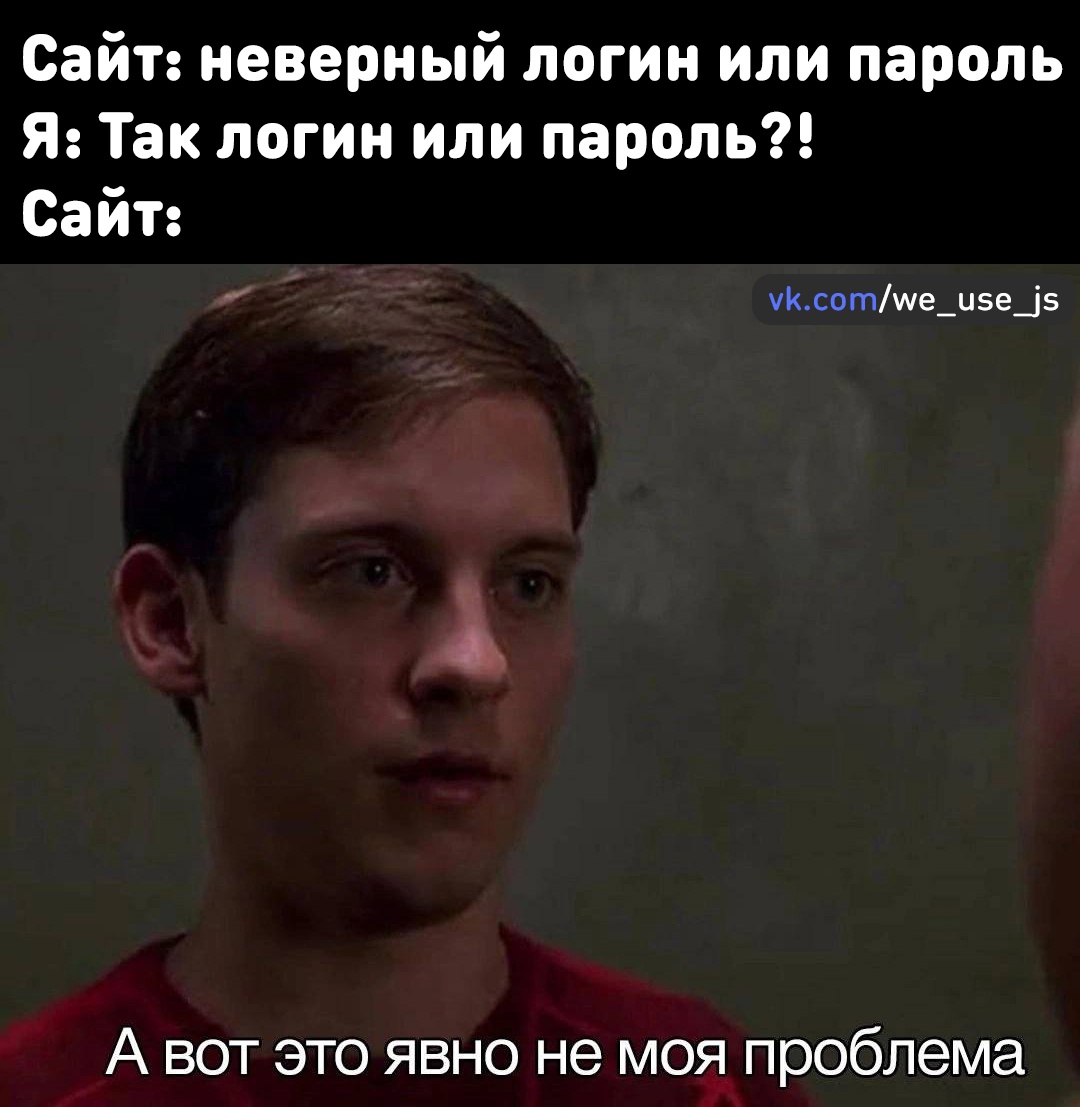 Сайт: неверный логин или пароль
Я: Так логин или пароль?!
Сайт:
vk.com/we_use_js
А вот это явно не моя проблема